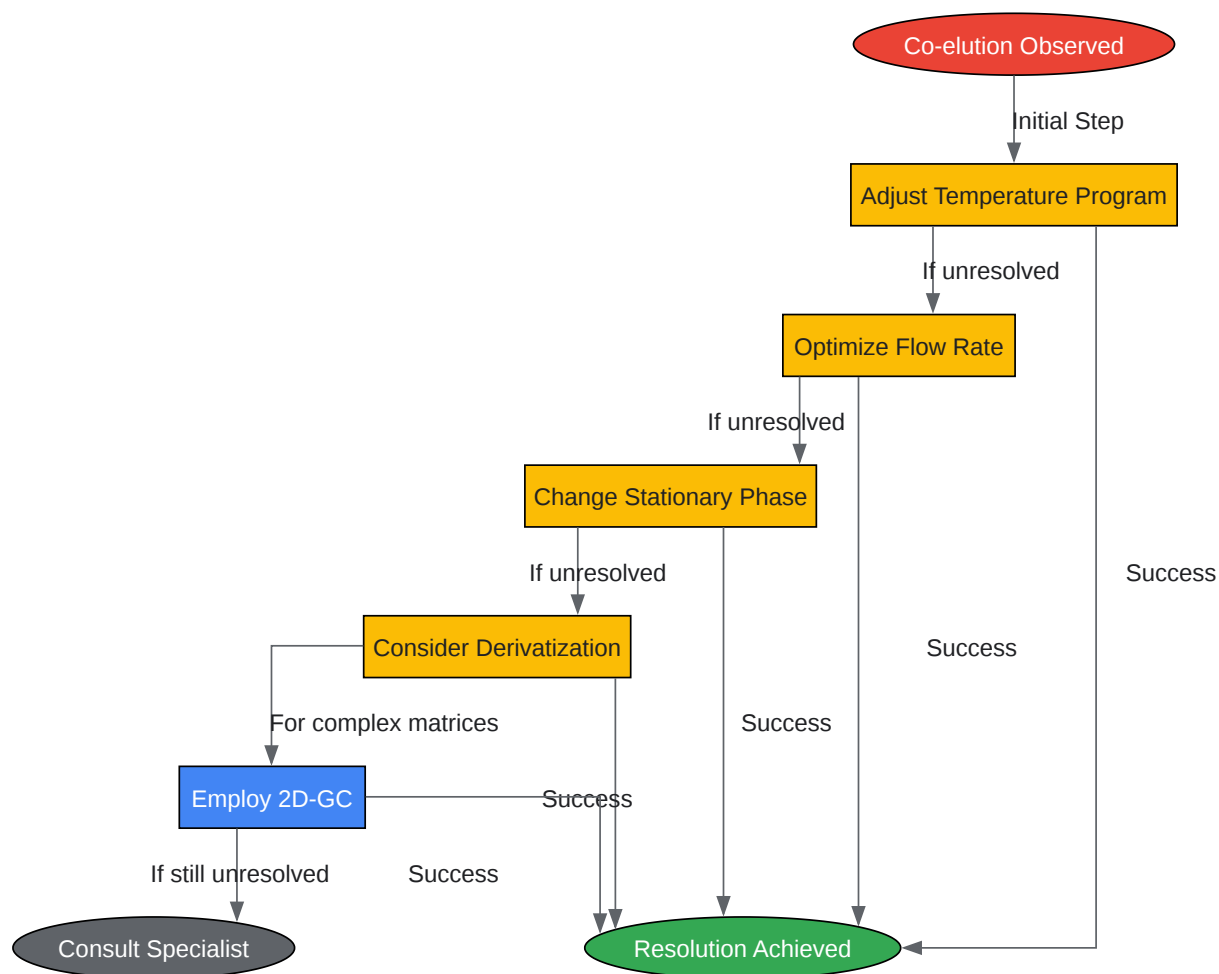 Co-elution Observed
Initial Step
Adjust Temperature Program
If unresolved
Optimize Flow Rate
If unresolved
Change Stationary Phase
If unresolved
Success
Consider Derivatization
Success
For complex matrices
Success
Employ 2D-GC
Success
If still unresolved
Success
Consult Specialist
Resolution Achieved